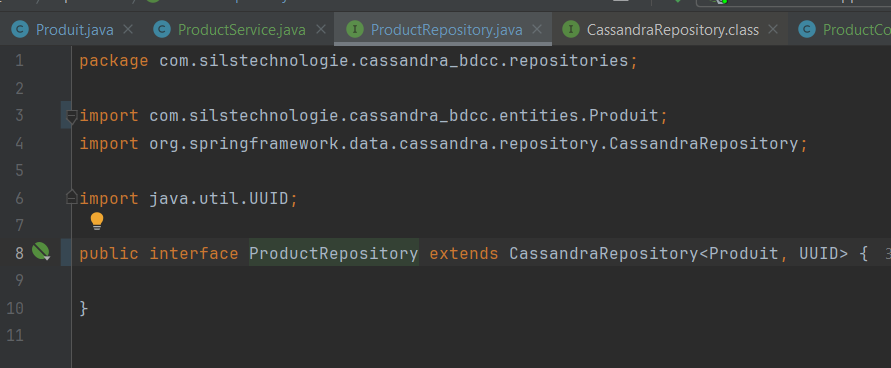 Produit.java ProductService.java ProductRepository.java CassandraRepository.class ProductCo
1 package com.silstechnologie.cassandra_bdcc.repositories;
2
3 import com.silstechnologie.cassandra_bdcc.entities.Produit;
4 import org.springframework.data.cassandra.repository.CassandraRepository;
5
6 import java.util.UUID;
7
8 public interface ProductRepository extends CassandraRepository<Produit, UUID> { 3
9
10 }
11